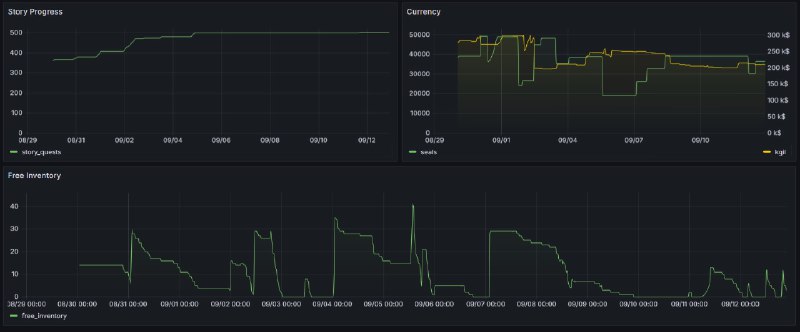 Story Progress
500
400
300
200
100
0
08/29 08/31 09/02 09/04 09/06 09/08 09/10 09/12
story_quests
Currency
50000 300 k$
40000 250 k$
30000 200 k$
20000 150 k$
10000 100 k$
0 50 k$
0 k$
08/29 09/01 09/04 09/07 09/10
seals kgil
Free Inventory
40
30
20
10
0
08/29 00:00 08/30 00:00 08/31 00:00 09/01 00:00 09/02 00:00 09/03 00:00 09/04 00:00 09/05 00:00 09/06 00:00 09/07 00:00 09/08 00:00 09/09 00:00 09/10 00:00 09/11 00:00 09/12 00:00
free_inventory